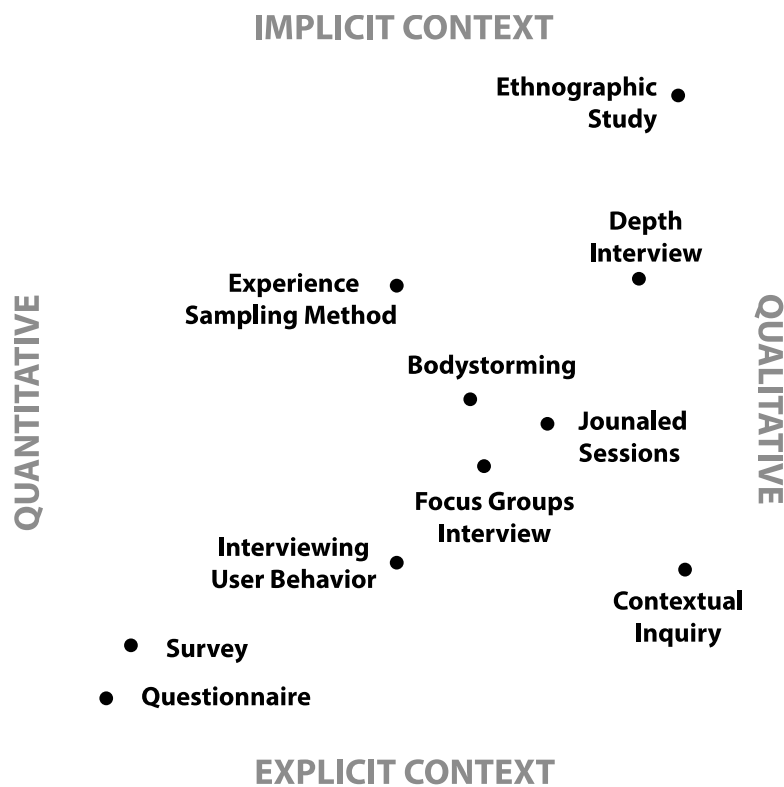 IMPLICIT CONTEXT
Ethnographic
Study
Depth
Interview
Experience
Sampling Method
QUANTITATIVE
QUALITATIVE
Bodystorming
Jounaled
Sessions
Focus Groups
Interview
Interviewing
User Behavior
Contextual
Inquiry
Survey
Questionnaire
EXPLICIT CONTEXT